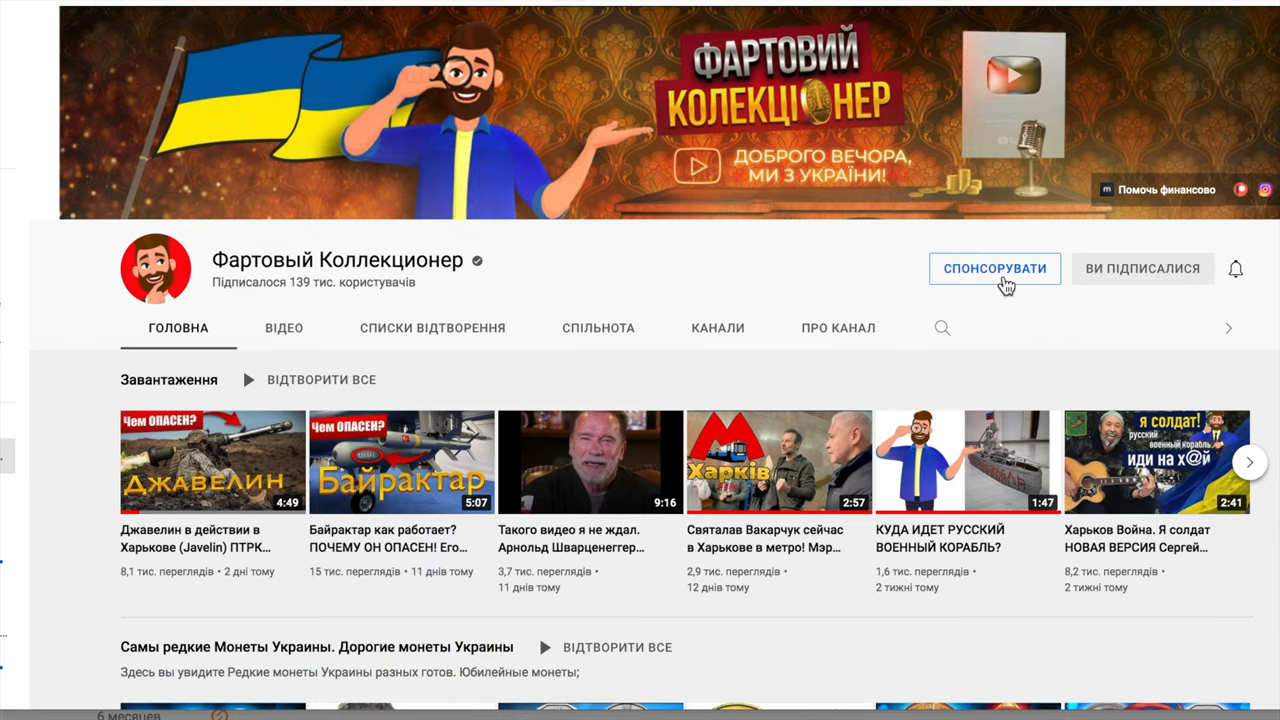 ФАРТОВИЙ
КОЛЕКЦІОНЕР
ДОБРОГО ВЕЧОРА,
МИ З УКРАЇНИ!
m Помочь финансово
Фартовый Коллекционер
Підписалося 139 тис. користувачів
СПОНСОРУВАТИ
ВИ ПІДПИСАЛИСЯ
ГОЛОВНА ВІДЕО СПИСКИ ВІДТВОРЕННЯ СПІЛЬНОТА КАНАЛИ ПРО КАНАЛ
Завантаження ВІДТВОРИТИ ВСЕ
Чем ОПАСЕН?
ДЖАВЕЛИН
4:49
Джавелин в действии в
Харькове (Javelin) ПТРК...
8,1 тис. переглядів • 2 дні тому
Чем ОПАСЕН?
Байрактар
5:07
Байрактар как работает?
ПОЧЕМУ ОН ОПАСЕН! Его...
15 тис. переглядів • 11 днів тому
9:16
Такого видео я не ждал.
Арнольд Шварценеггер...
3,7 тис. переглядів •
11 днів тому
Харків
2:57
Святалав Вакарчук сейчас
в Харькове в метро! Мэр...
2,9 тис. переглядів •
12 днів тому
1:47
КУДА ИДЕТ РУССКИЙ
ВОЕННЫЙ КОРАБЛЬ?
1,6 тис. переглядів •
2 тижні тому
я солдат!
русский
военный корабль
иди на х@й
2:41
Харьков Война. Я солдат
НОВАЯ ВЕРСИЯ Сергей...
8,2 тис. переглядів •
2 тижні тому
Самы редкие Монеты Украины. Дорогие монеты Украины ВІДТВОРИТИ ВСЕ
Здесь вы увидите Редкие монеты Украины разных готов. Юбилейные монеты;
6 месяцев